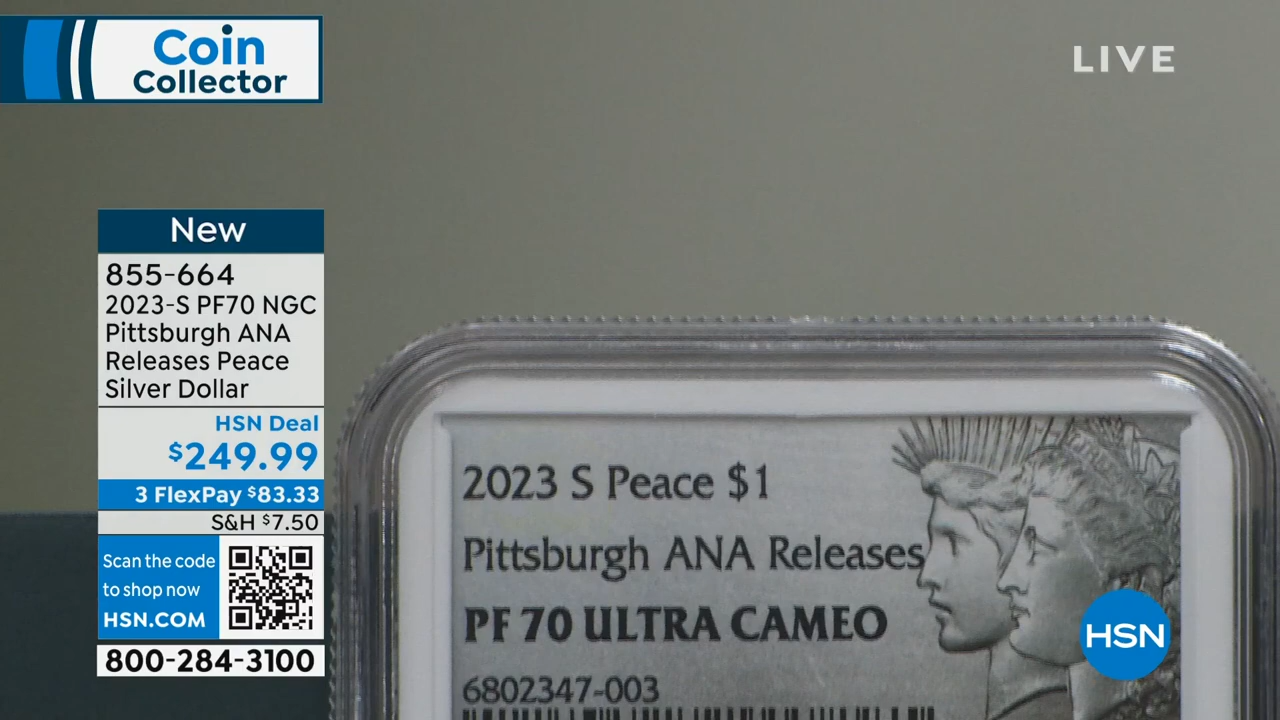 Coin
Collector
LIVE
New
855-664
2023-S PF70 NGC
Pittsburgh ANA
Releases Peace
Silver Dollar
HSN Deal
$249.99
3 FlexPay $83.33
S&H $7.50
Scan the code
to shop now
HSN.COM
800-284-3100
2023 S Peace $1
Pittsburgh ANA Releases
PF 70 ULTRA CAMEO
6802347-003
HSN